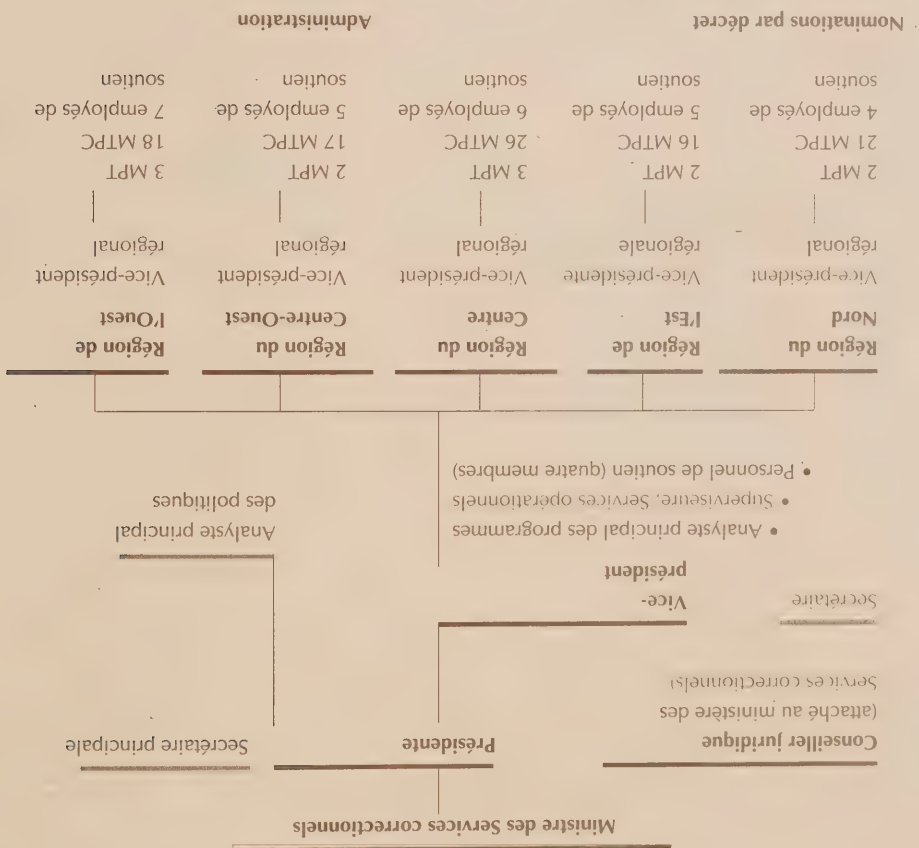 Ministre des Services correctionnels
Conseiller juridique
(attaché au ministère des
Services correctionnels)
Présidente
Secrétaire principale
Secrétaire
Vice-
président
• Analyste principal des programmes
• Superviseure, Services opérationnels
• Personnel de soutien (quatre membres)
Analyste principal
des politiques
Région du
Nord
Vice-président
régional
2 MPT
21 MTPC
4 employés de
soutien
Région de
l'Est
Vice-présidente
régionale
2 MPT
16 MTPC
5 employés de
soutien
Région du
Centre
Vice-président
régional
3 MPT
26 MTPC
6 employés de
soutien
Région du
Centre-Ouest
Vice-président
régional
2 MPT
17 MTPC
5 employés de
soutien
Région de
l'Ouest
Vice-président
régional
3 MPT
18 MTPC
7 employés de
soutien
Nominations par décret
Administration